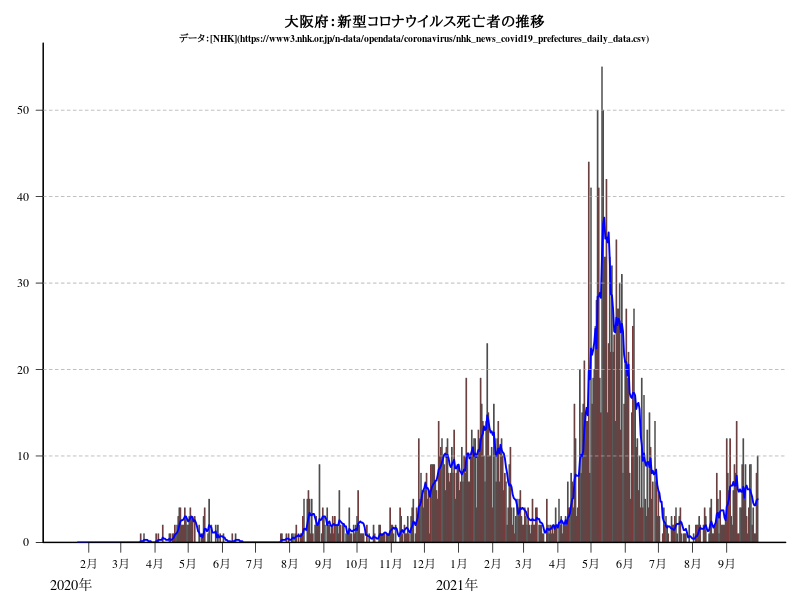 大阪府：新型コロナウイルス死亡者の推移
データ：[NHK](https://www3.nhk.or.jp/n-data/opendata/coronavirus/nhk_news_covid19_prefectures_daily_data.csv)
50
40
30
20
10
0
2月 3月 4月 5月 6月 7月 8月 9月 10月 11月 12月 1月 2月 3月 4月 5月 6月 7月 8月 9月
2020年 2021年